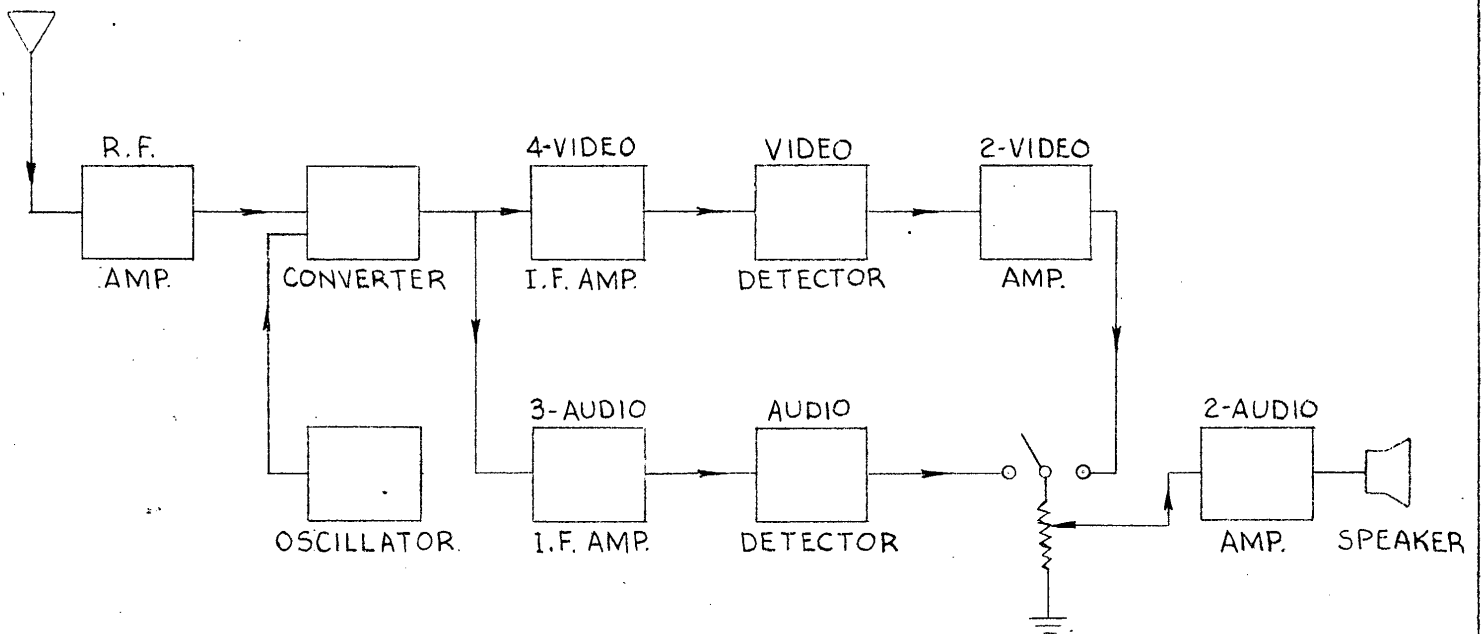 R.F.
AMP.
CONVERTER
4-VIDEO
I.F. AMP.
VIDEO
DETECTOR
2-VIDEO
AMP.
OSCILLATOR.
3-AUDIO
I.F. AMP.
AUDIO
DETECTOR
2-AUDIO
AMP.
SPEAKER